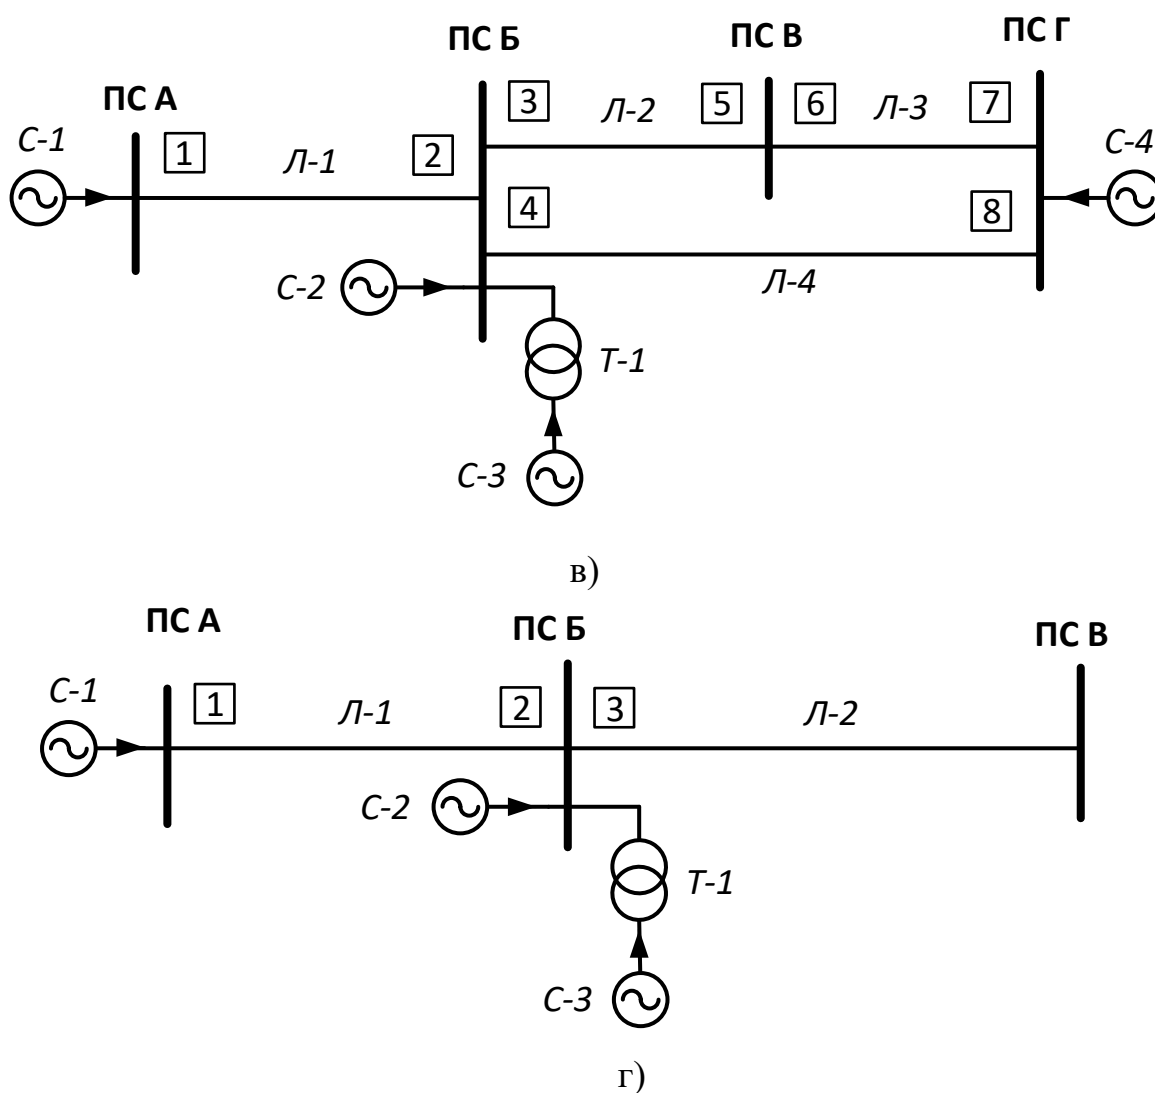 ПС Г
ПС Б
ПС В
ПС А
3
Л-2
5
6
Л-3
7
С-1
1
Л-1
2
С-4
4
8
С-2
Л-4
Т-1
С-3
в)
ПС А
ПС Б
ПС В
С-1
1
Л-1
2
3
Л-2
С-2
Т-1
С-3
г)